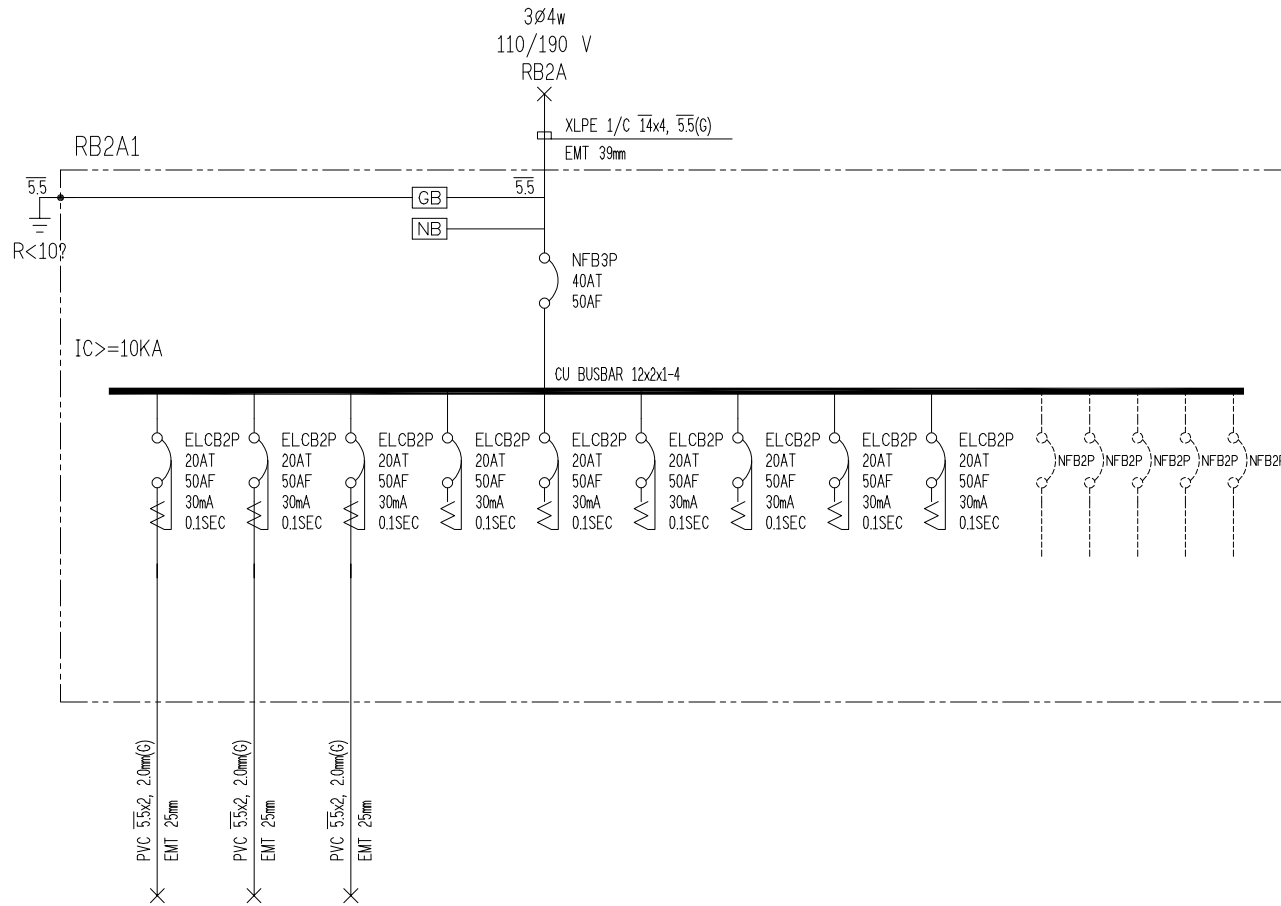 3Ø4w
110/190 V
RB2A
XLPE 1/C 14x4, 5.5(G)
EMT 39mm
RB2A1
5.5
5.5
GB
NB
R<10?
NFB3P
40AT
50AF
IC>=10KA
CU BUSBAR 12x2x1-4
ELCB2P
20AT
50AF
30mA
0.1SEC
ELCB2P
20AT
50AF
30mA
0.1SEC
ELCB2P
20AT
50AF
30mA
0.1SEC
ELCB2P
20AT
50AF
30mA
0.1SEC
ELCB2P
20AT
50AF
30mA
0.1SEC
ELCB2P
20AT
50AF
30mA
0.1SEC
ELCB2P
20AT
50AF
30mA
0.1SEC
ELCB2P
20AT
50AF
30mA
0.1SEC
ELCB2P
20AT
50AF
30mA
0.1SEC
NFB2P
NFB2P
NFB2P
NFB2P
NFB2P
PVC 5.5x2, 2.0mm(G)
EMT 25mm
PVC 5.5x2, 2.0mm(G)
EMT 25mm
PVC 5.5x2, 2.0mm(G)
EMT 25mm